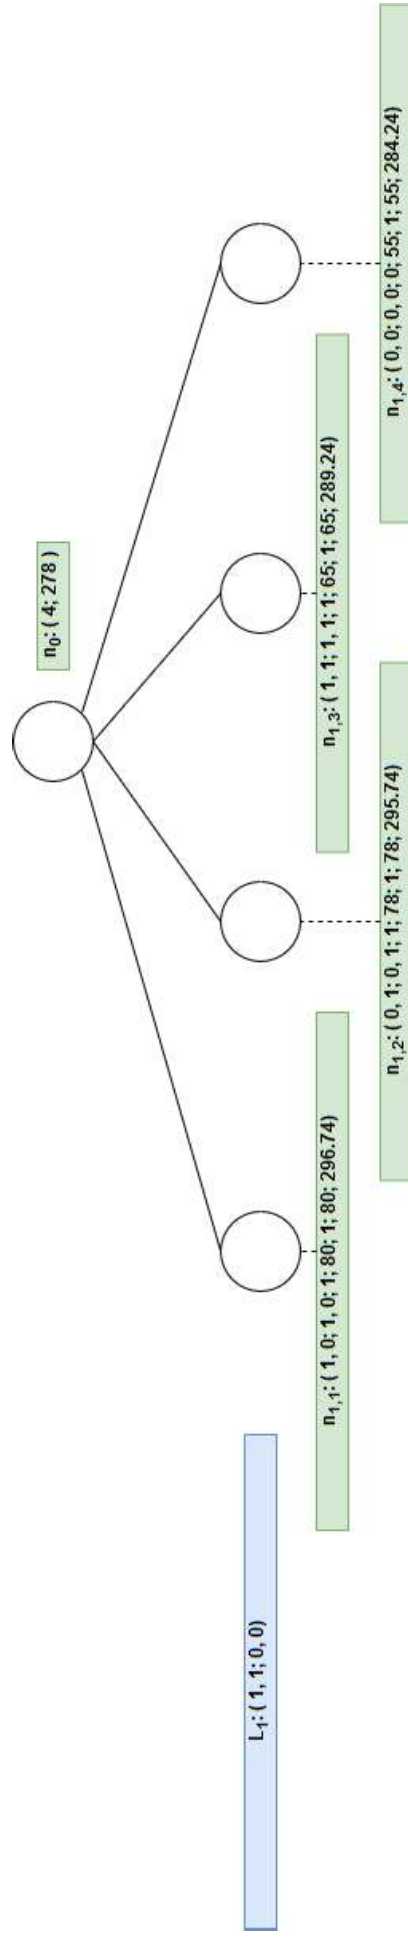 n0: ( 4; 278 )
L1: ( 1, 1; 0, 0)
n1,1: ( 1, 0; 1, 0; 1; 80; 1; 80; 296.74)
n1,2: ( 0, 1; 0, 1; 1; 78; 1; 78; 295.74)
n1,3: ( 1, 1; 1, 1; 1; 65; 1; 65; 289.24)
n1,4: ( 0, 0; 0, 0; 0; 55; 1; 55; 284.24)